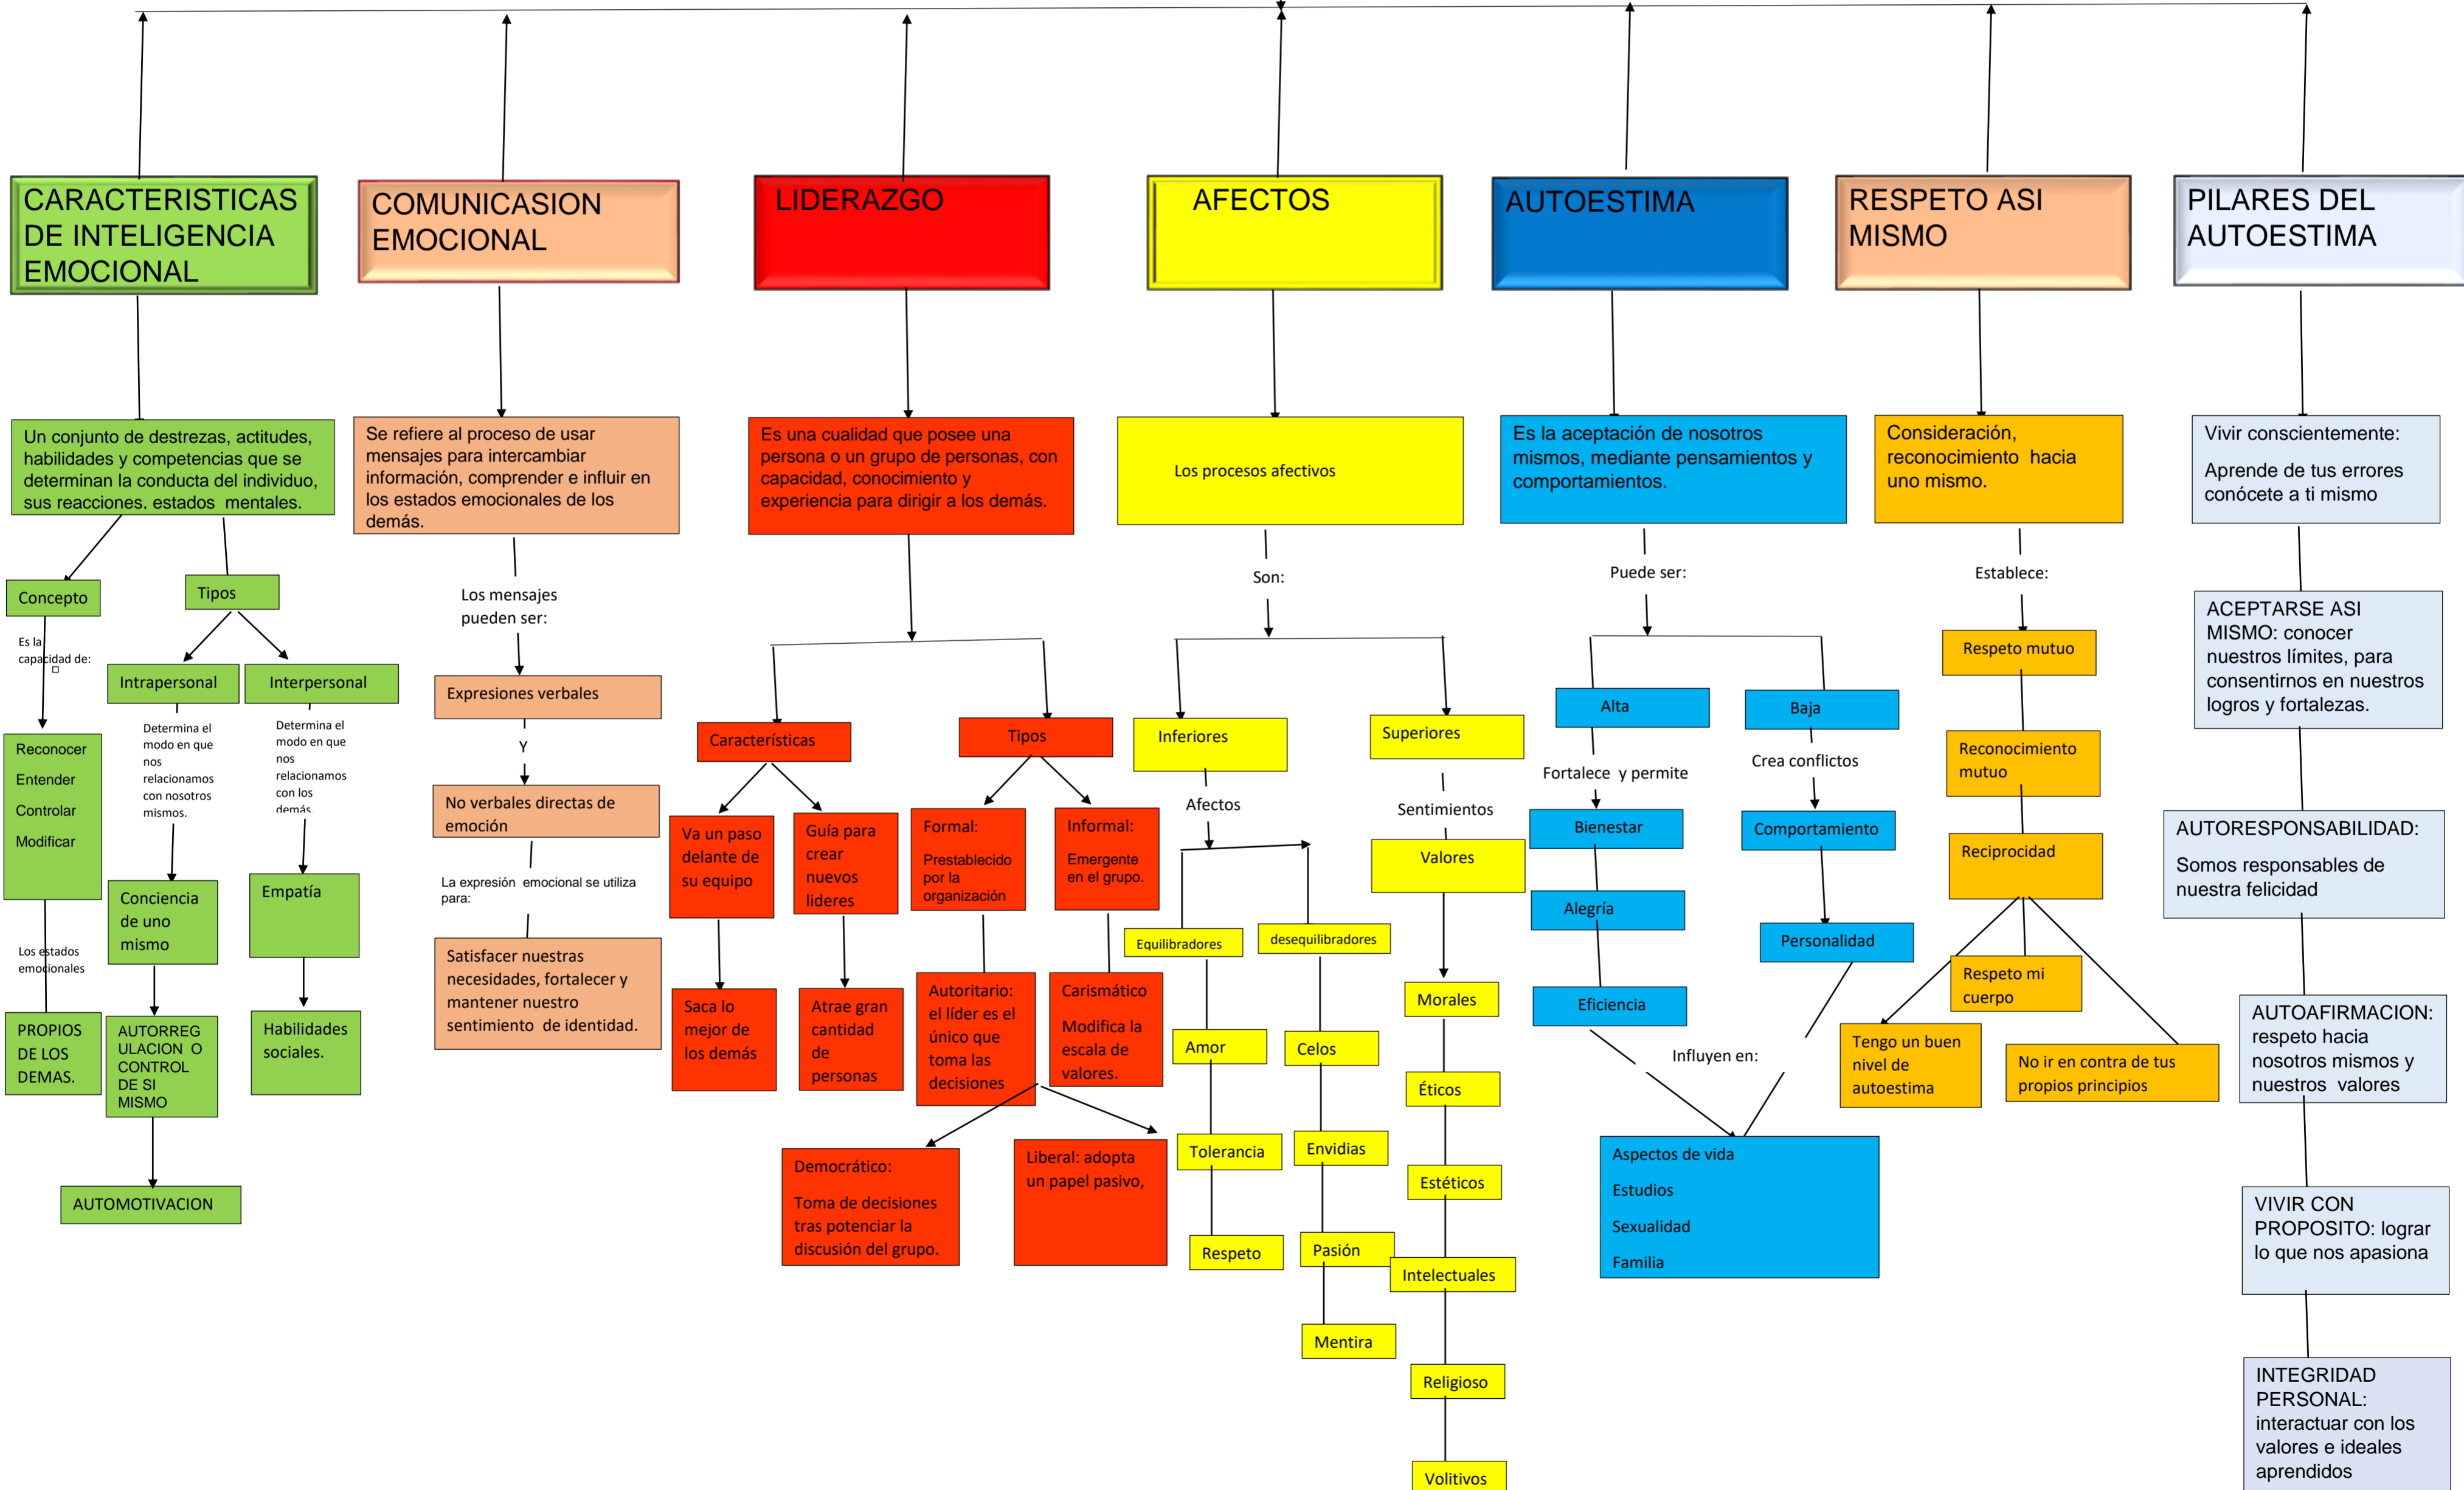 CARACTERISTICAS
DE INTELIGENCIA
EMOCIONAL
COMUNICASION
EMOCIONAL
LIDERAZGO
AFECTOS
AUTOESTIMA
RESPETO ASI
MISMO
PILARES DEL
AUTOESTIMA
Un conjunto de destrezas, actitudes,
habilidades y competencias que se
determinan la conducta del individuo,
sus reacciones. estados mentales.
Concepto
Es la
capacidad de:
Reconocer
Entender
Controlar
Modificar
Los estados
emocionales
PROPIOS
DE LOS
DEMAS.
Tipos
Intrapersonal
Determina el
modo en que
nos
relacionamos
con nosotros
mismos.
Conciencia
de uno
mismo
AUTORREG
ULACION O
CONTROL
DE SI
MISMO
AUTOMOTIVACION
Interpersonal
Determina el
modo en que
nos
relacionamos
con los
demás.
Empatía
Habilidades
sociales.
Se refiere al proceso de usar
mensajes para intercambiar
información, comprender e influir en
los estados emocionales de los
demás.
Los mensajes
pueden ser:
Expresiones verbales
Y
No verbales directas de
emoción
La expresión emocional se utiliza
para:
Satisfacer nuestras
necesidades, fortalecer y
mantener nuestro
sentimiento de identidad.
Es una cualidad que posee una
persona o un grupo de personas, con
capacidad, conocimiento y
experiencia para dirigir a los demás.
Características
Va un paso
delante de
su equipo
Saca lo
mejor de
los demás
Guía para
crear
nuevos
lideres
Atrae gran
cantidad
de
personas
Tipos
Formal:
Prestablecido
por la
organización
Autoritario:
el líder es el
único que
toma las
decisiones
Informal:
Emergente
en el grupo.
Carismático
Modifica la
escala de
valores.
Democrático:
Toma de decisiones
tras potenciar la
discusión del grupo.
Liberal: adopta
un papel pasivo,
Los procesos afectivos
Son:
Inferiores
Afectos
Equilibradores
Amor
Tolerancia
Respeto
desequilibradores
Celos
Envidias
Pasión
Mentira
Superiores
Sentimientos
Valores
Morales
Éticos
Estéticos
Intelectuales
Religioso
Volitivos
Es la aceptación de nosotros
mismos, mediante pensamientos y
comportamientos.
Puede ser:
Alta
Fortalece y permite
Bienestar
Alegría
Eficiencia
Baja
Crea conflictos
Comportamiento
Personalidad
Influyen en:
Aspectos de vida
Estudios
Sexualidad
Familia
Consideración,
reconocimiento hacia
uno mismo.
Establece:
Respeto mutuo
Reconocimiento
mutuo
Reciprocidad
Respeto mi
cuerpo
Tengo un buen
nivel de
autoestima
No ir en contra de tus
propios principios
Vivir conscientemente:
Aprende de tus errores
conócete a ti mismo
ACEPTARSE ASI
MISMO: conocer
nuestros límites, para
consentirnos en nuestros
logros y fortalezas.
AUTORESPONSABILIDAD:
Somos responsables de
nuestra felicidad
AUTOAFIRMACION:
respeto hacia
nosotros mismos y
nuestros valores
VIVIR CON
PROPOSITO: lograr
lo que nos apasiona
INTEGRIDAD
PERSONAL:
interactuar con los
valores e ideales
aprendidos